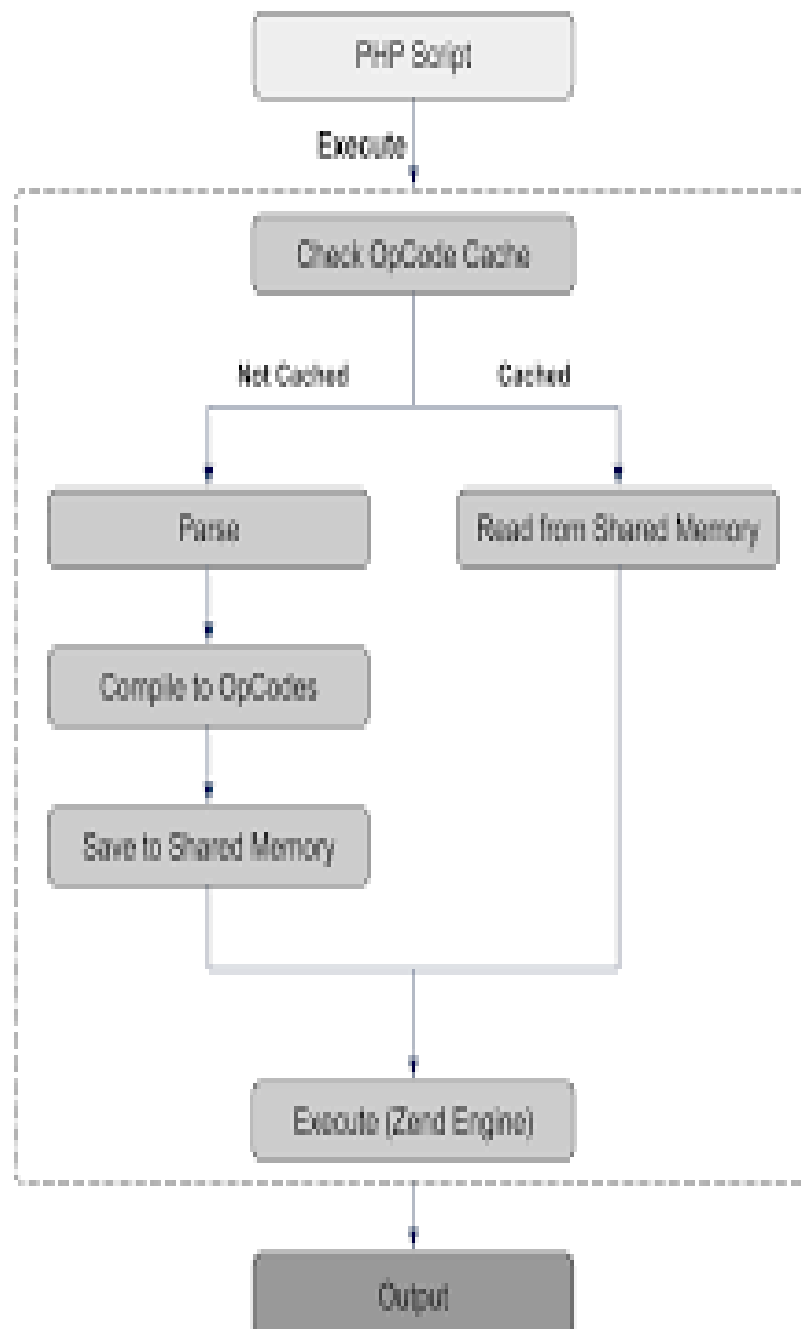 PHP Script
Execute
Check OpCode Cache
Not Cached
Cached
Parse
Read from Shared Memory
Compile to OpCodes
Save to Shared Memory
Execute (Zend Engine)
Output